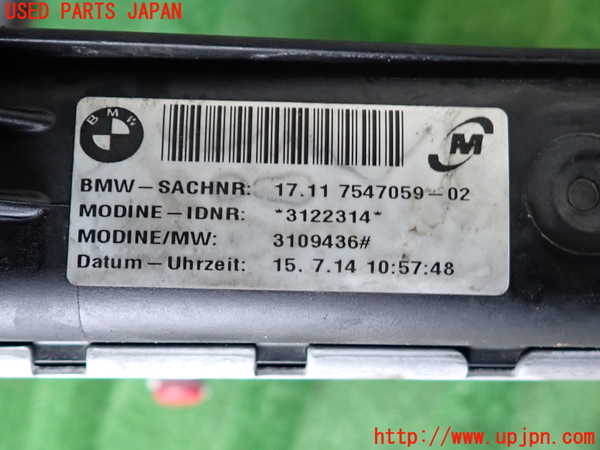 USED PARTS JAPAN
BMW
M
BMW-SACHNR: 17.11 7547059-02
MODINE-IDNR: *3122314*
MODINE/MW: 3109436#
Datum-Uhrzeit: 15. 7.14 10:57:48
http://www.upjpn.com